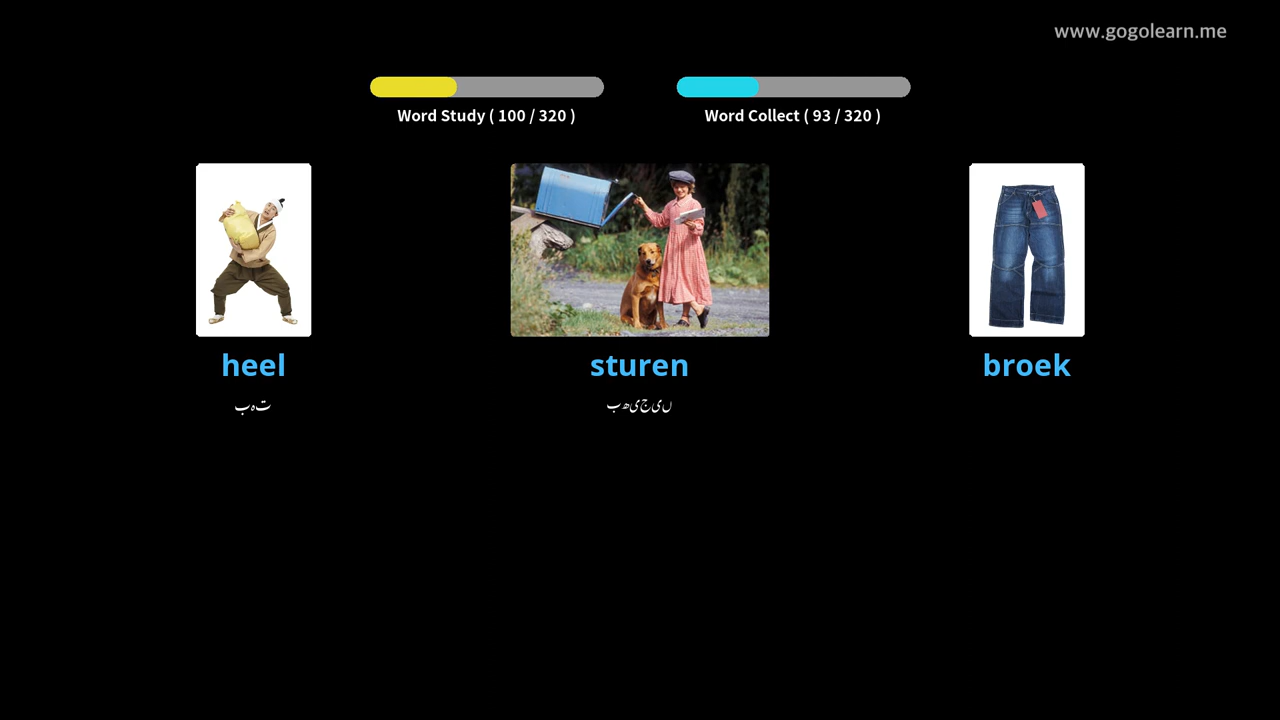 www.gogolearn.me
Word Study ( 100 / 320 )
Word Collect ( 93 / 320 )
heel
sturen
broek
بہت
بھیجیں